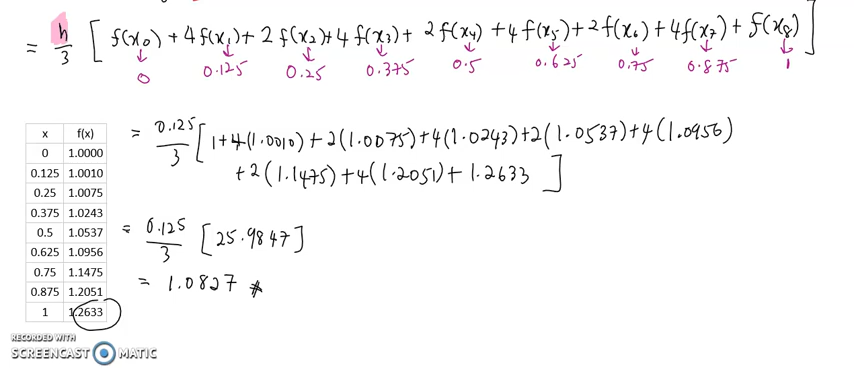 = h/3 [ f(x₀) + 4f(x₁) + 2f(x₂) + 4f(x₃) + 2f(x₄) + 4f(x₅) + 2f(x₆) + 4f(x₇) + f(x₈) ]
↓ ↓ ↓ ↓ ↓ ↓ ↓ ↓ ↓
0 0.125 0.25 0.375 0.5 0.625 0.75 0.875 1
= 0.125/3 [ 1 + 4(1.0010) + 2(1.0075) + 4(1.0243) + 2(1.0537) + 4(1.0956)
+ 2(1.1475) + 4(1.2051) + 1.2633 ]
= 0.125/3 [ 25.9847 ]
= 1.0827 #
x f(x)
0 1.0000
0.125 1.0010
0.25 1.0075
0.375 1.0243
0.5 1.0537
0.625 1.0956
0.75 1.1475
0.875 1.2051
1 1.2633
RECORDED WITH
SCREENCAST MATIC